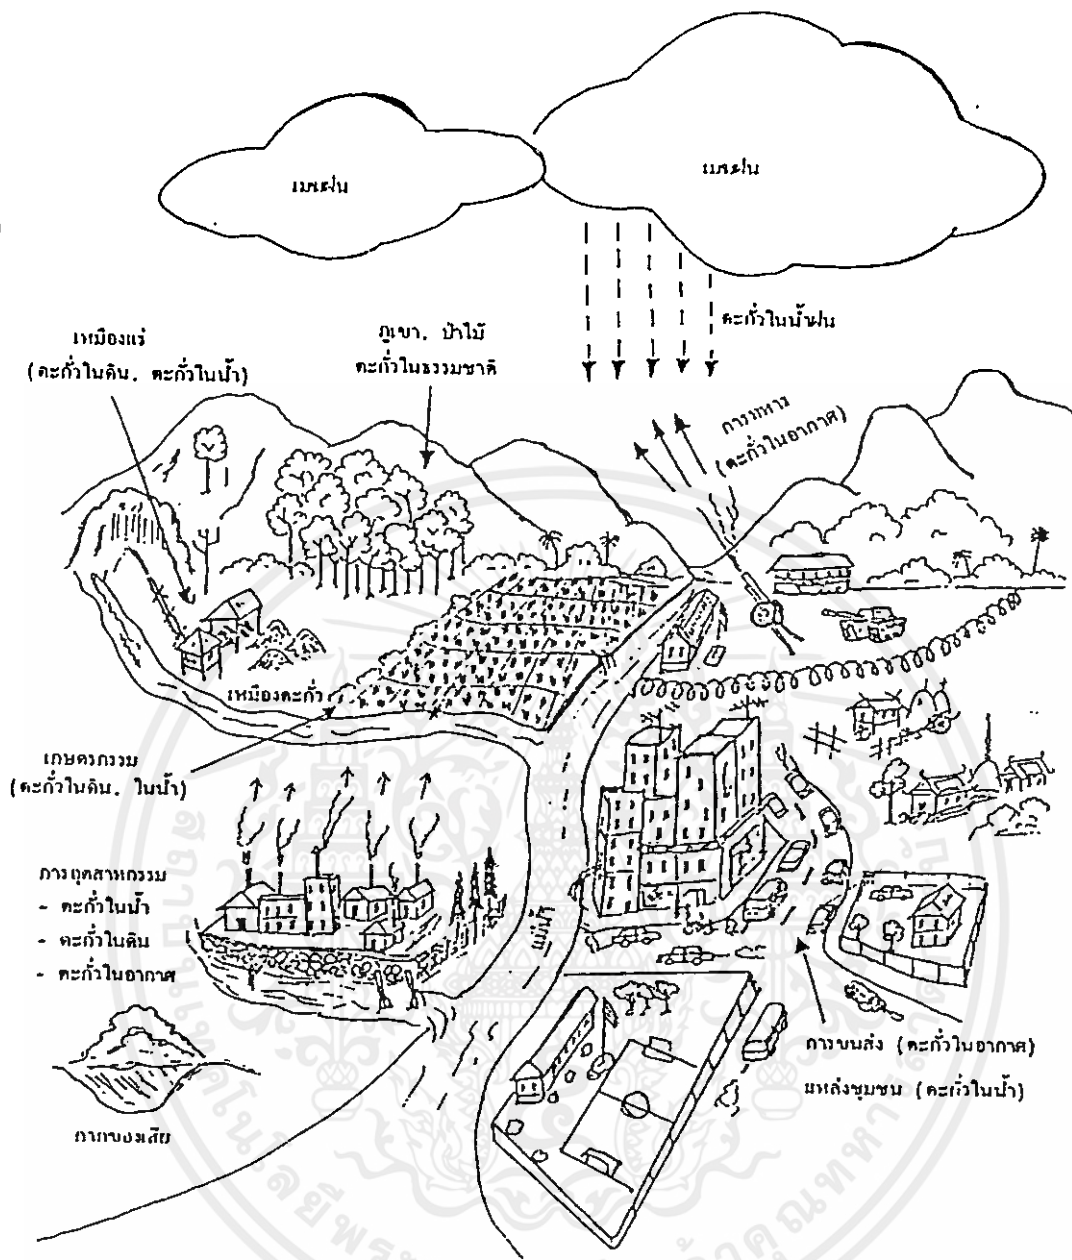 เมฆฝน
เมฆฝน
ตะกั่วในน้ำฝน
เหมืองแร่
(ตะกั่วในดิน, ตะกั่วในน้ำ)
ภูเขา, ป่าไม้
ตะกั่วในธรรมชาติ
การทหาร
(ตะกั่วในอากาศ)
เหมืองตะกั่ว
เกษตรกรรม
(ตะกั่วในดิน, ในน้ำ)
การอุตสาหกรรม
- ตะกั่วในน้ำ
- ตะกั่วในดิน
- ตะกั่วในอากาศ
แม่น้ำ
กากของเสีย
การขนส่ง (ตะกั่วในอากาศ)
แหล่งชุมชน (ตะกั่วในน้ำ)